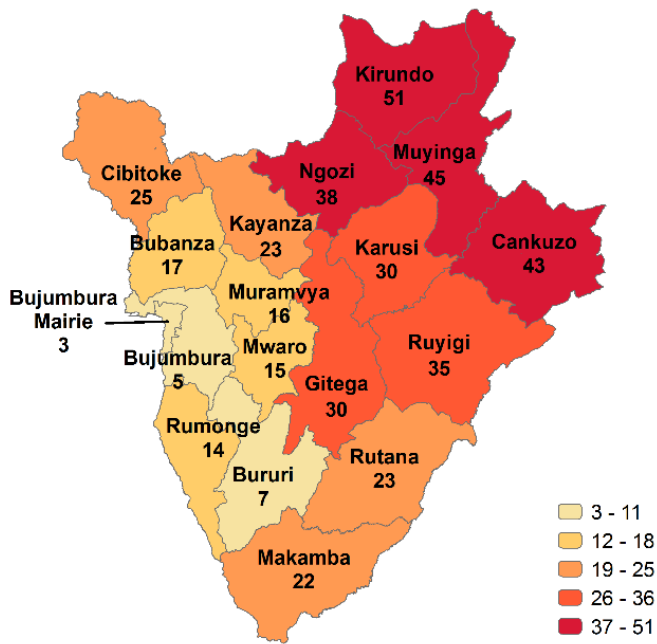 Kirundo
51
Muyinga
45
Ngozi
38
Cibitoke
25
Kayanza
23
Cankuzo
43
Bubanza
17
Karusi
30
Bujumbura
Mairie
3
Muramvya
16
Bujumbura
5
Mwaro
15
Ruyigi
35
Gitega
30
Rumonge
14
Bururi
7
Rutana
23
Makamba
22
3 - 11
12 - 18
19 - 25
26 - 36
37 - 51